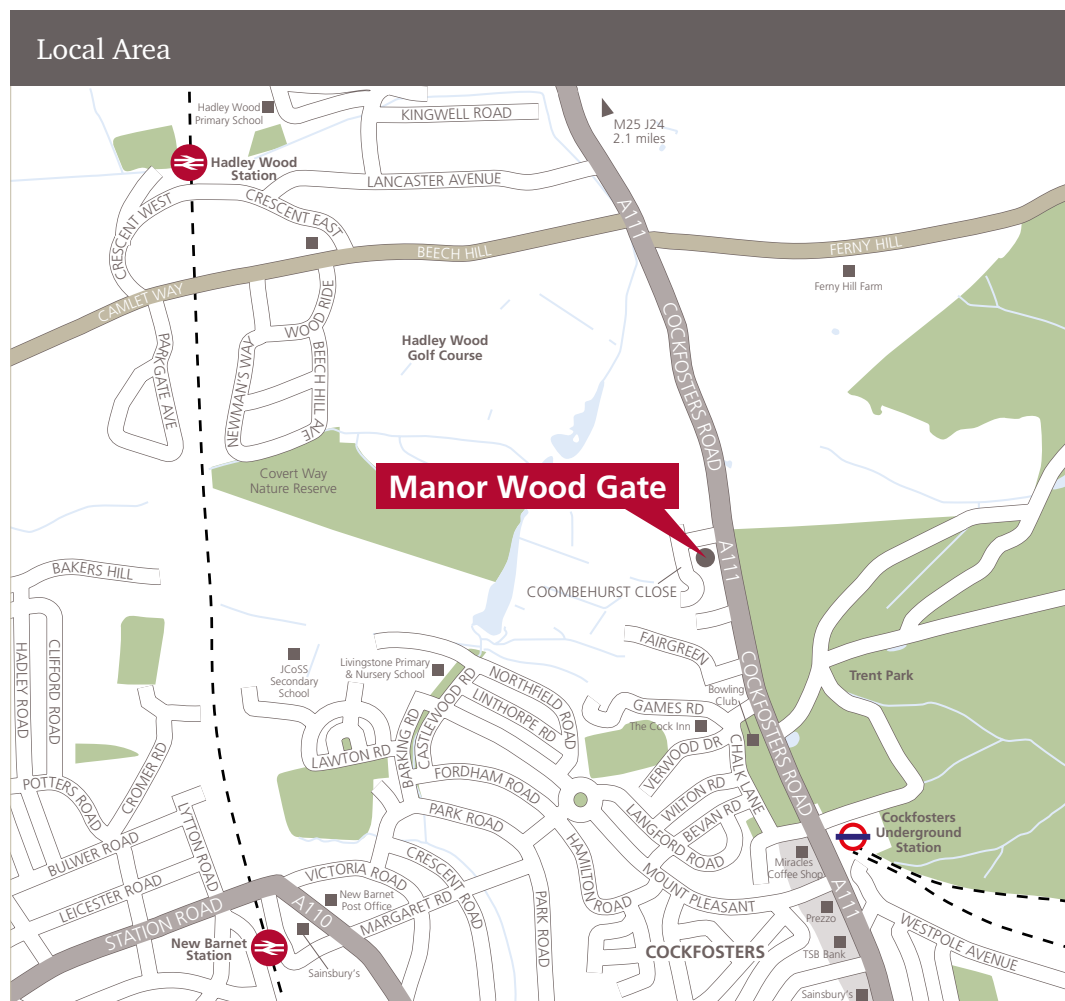 Local Area
Hadley Wood
Primary School
KINGWELL ROAD
M25 J24
2.1 miles
Hadley Wood
Station
LANCASTER AVENUE
CRESCENT WEST
CRESCENT EAST
A111
BEECH HILL
FERNY HILL
Ferny Hill Farm
CAMLET WAY
WOOD RIDE
COCKFOSTERS ROAD
PARKGATE AVE
NEWMAN'S WAY
BEECH HILL AVE
Hadley Wood
Golf Course
Covert Way
Nature Reserve
Manor Wood Gate
A111
COOMBEHURST CLOSE
BAKERS HILL
HADLEY ROAD
CLIFFORD ROAD
JCoSS
Secondary
School
Livingstone Primary
& Nursery School
FAIRGREEN
COCKFOSTERS ROAD
Trent Park
NORTHFIELD ROAD
LINTHORPE RD
CASTLEWOOD RD
BARKING RD
Bowling
Club
GAMES RD
The Cock Inn
VERWOOD DR
CHALK LANE
LAWTON RD
CROMER RD
POTTERS ROAD
FORDHAM ROAD
WILTON RD
BEVAN RD
LANGFORD ROAD
PARK ROAD
LYTTON ROAD
BULWER ROAD
Cockfosters
Underground
Station
Miracles
Coffee Shop
HAMILTON ROAD
MOUNT PLEASANT
CRESCENT ROAD
VICTORIA ROAD
LEICESTER ROAD
New Barnet
Post Office
MARGARET RD
A110
STATION ROAD
PARK ROAD
A111
Prezzo
WESTPOLE AVENUE
New Barnet
Station
Sainsbury's
COCKFOSTERS
TSB Bank
Sainsbury's